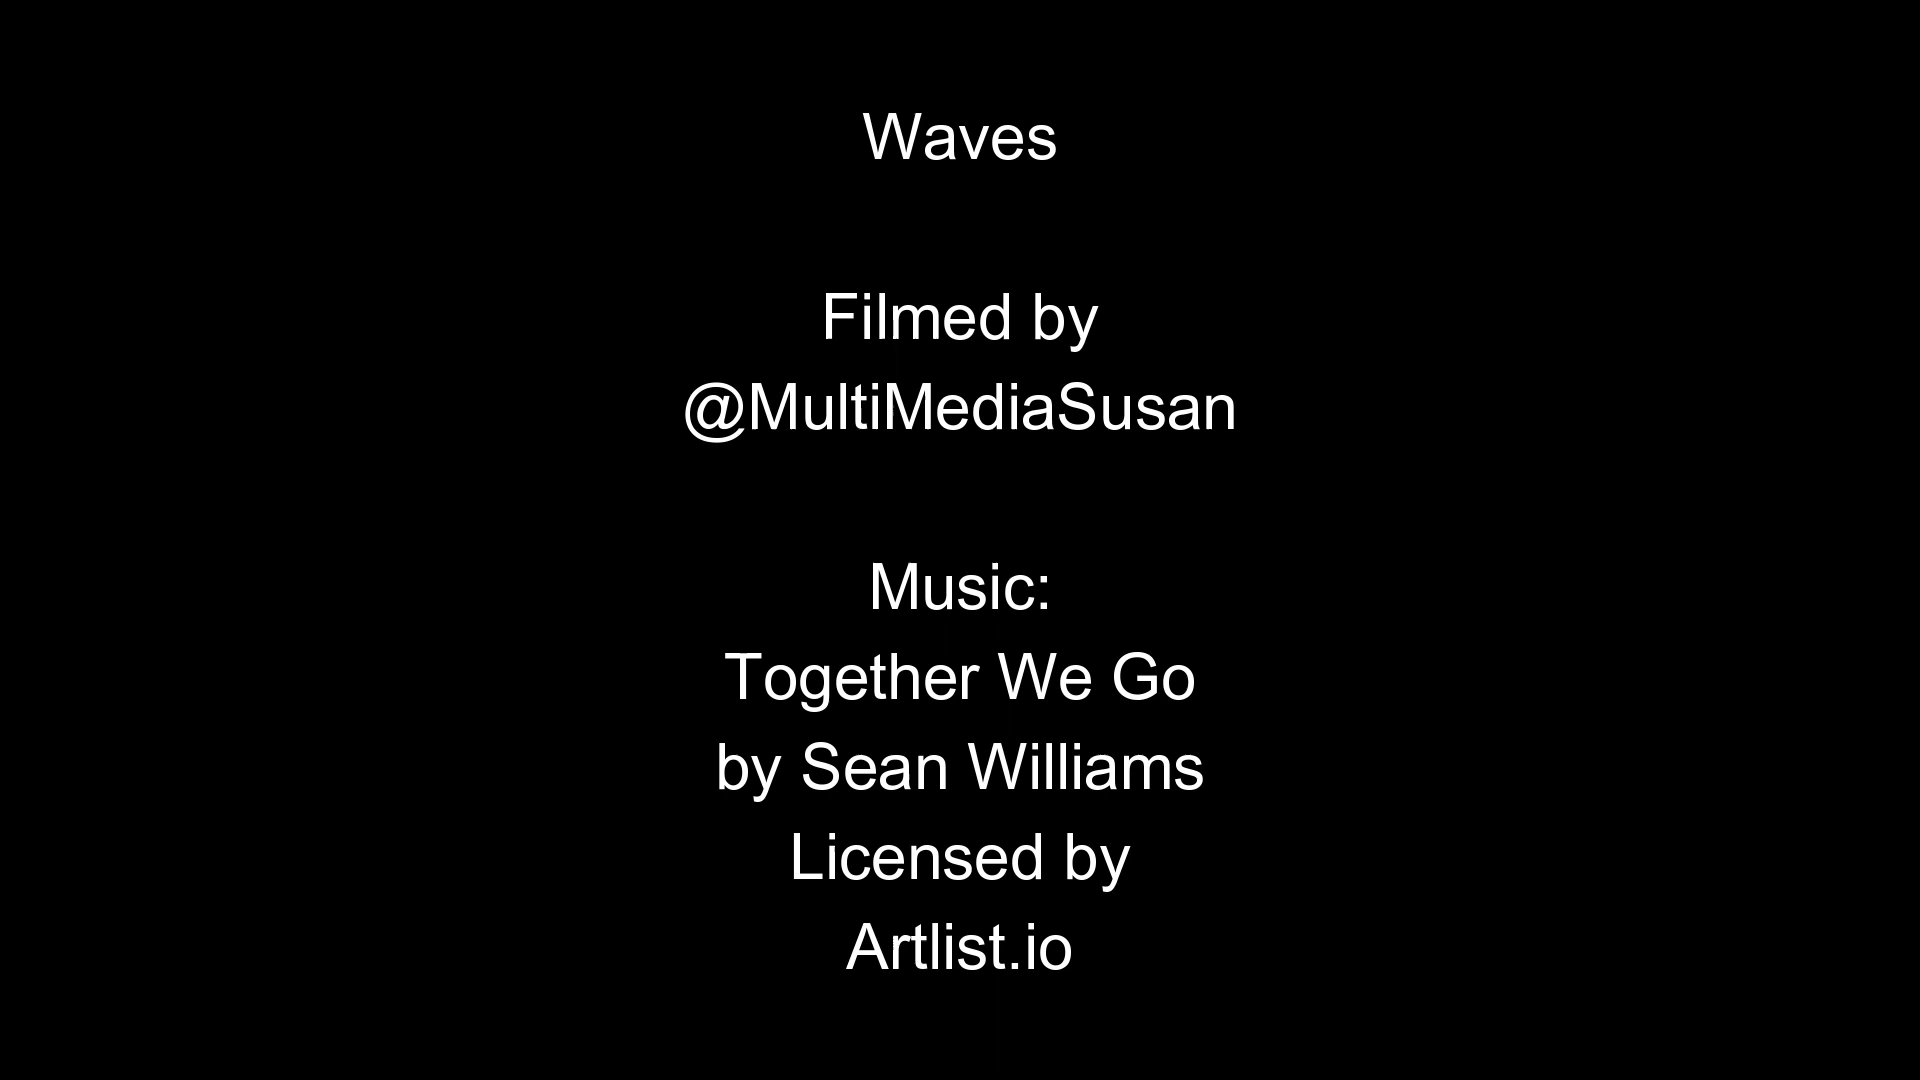 Waves
Filmed by
@MultiMediaSusan
Music:
Together We Go
by Sean Williams
Licensed by
Artlist.io